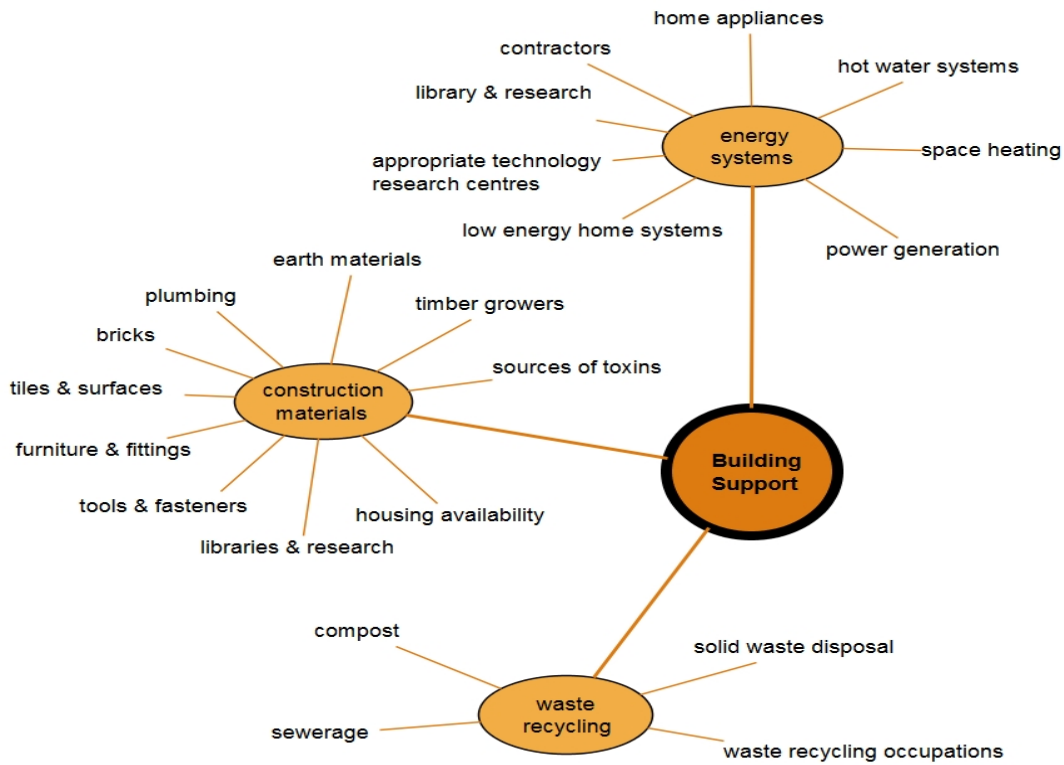 home appliances
contractors
hot water systems
library & research
energy
systems
space heating
appropriate technology
research centres
low energy home systems
power generation
earth materials
plumbing
timber growers
bricks
sources of toxins
tiles & surfaces
construction
materials
furniture & fittings
Building
Support
tools & fasteners
housing availability
libraries & research
compost
solid waste disposal
waste
recycling
sewerage
waste recycling occupations